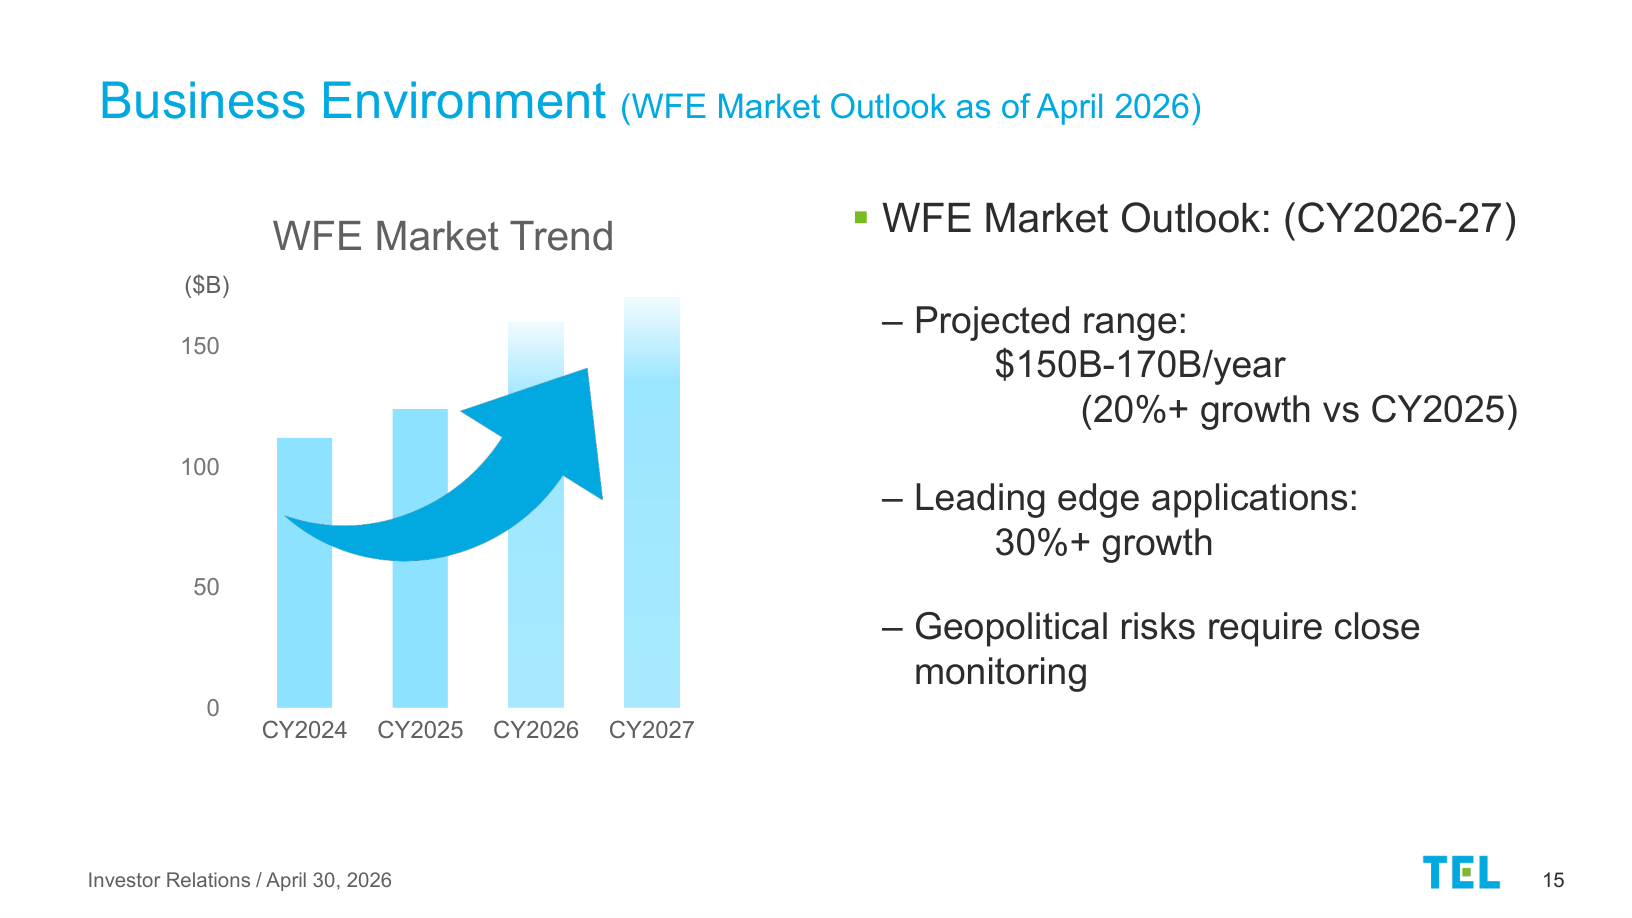 Business Environment (WFE Market Outlook as of April 2026)
WFE Market Trend
($B)
150
100
50
0
CY2024 CY2025 CY2026 CY2027
▪ WFE Market Outlook: (CY2026-27)
– Projected range:
$150B-170B/year
(20%+ growth vs CY2025)
– Leading edge applications:
30%+ growth
– Geopolitical risks require close
monitoring
Investor Relations / April 30, 2026
TEL
15